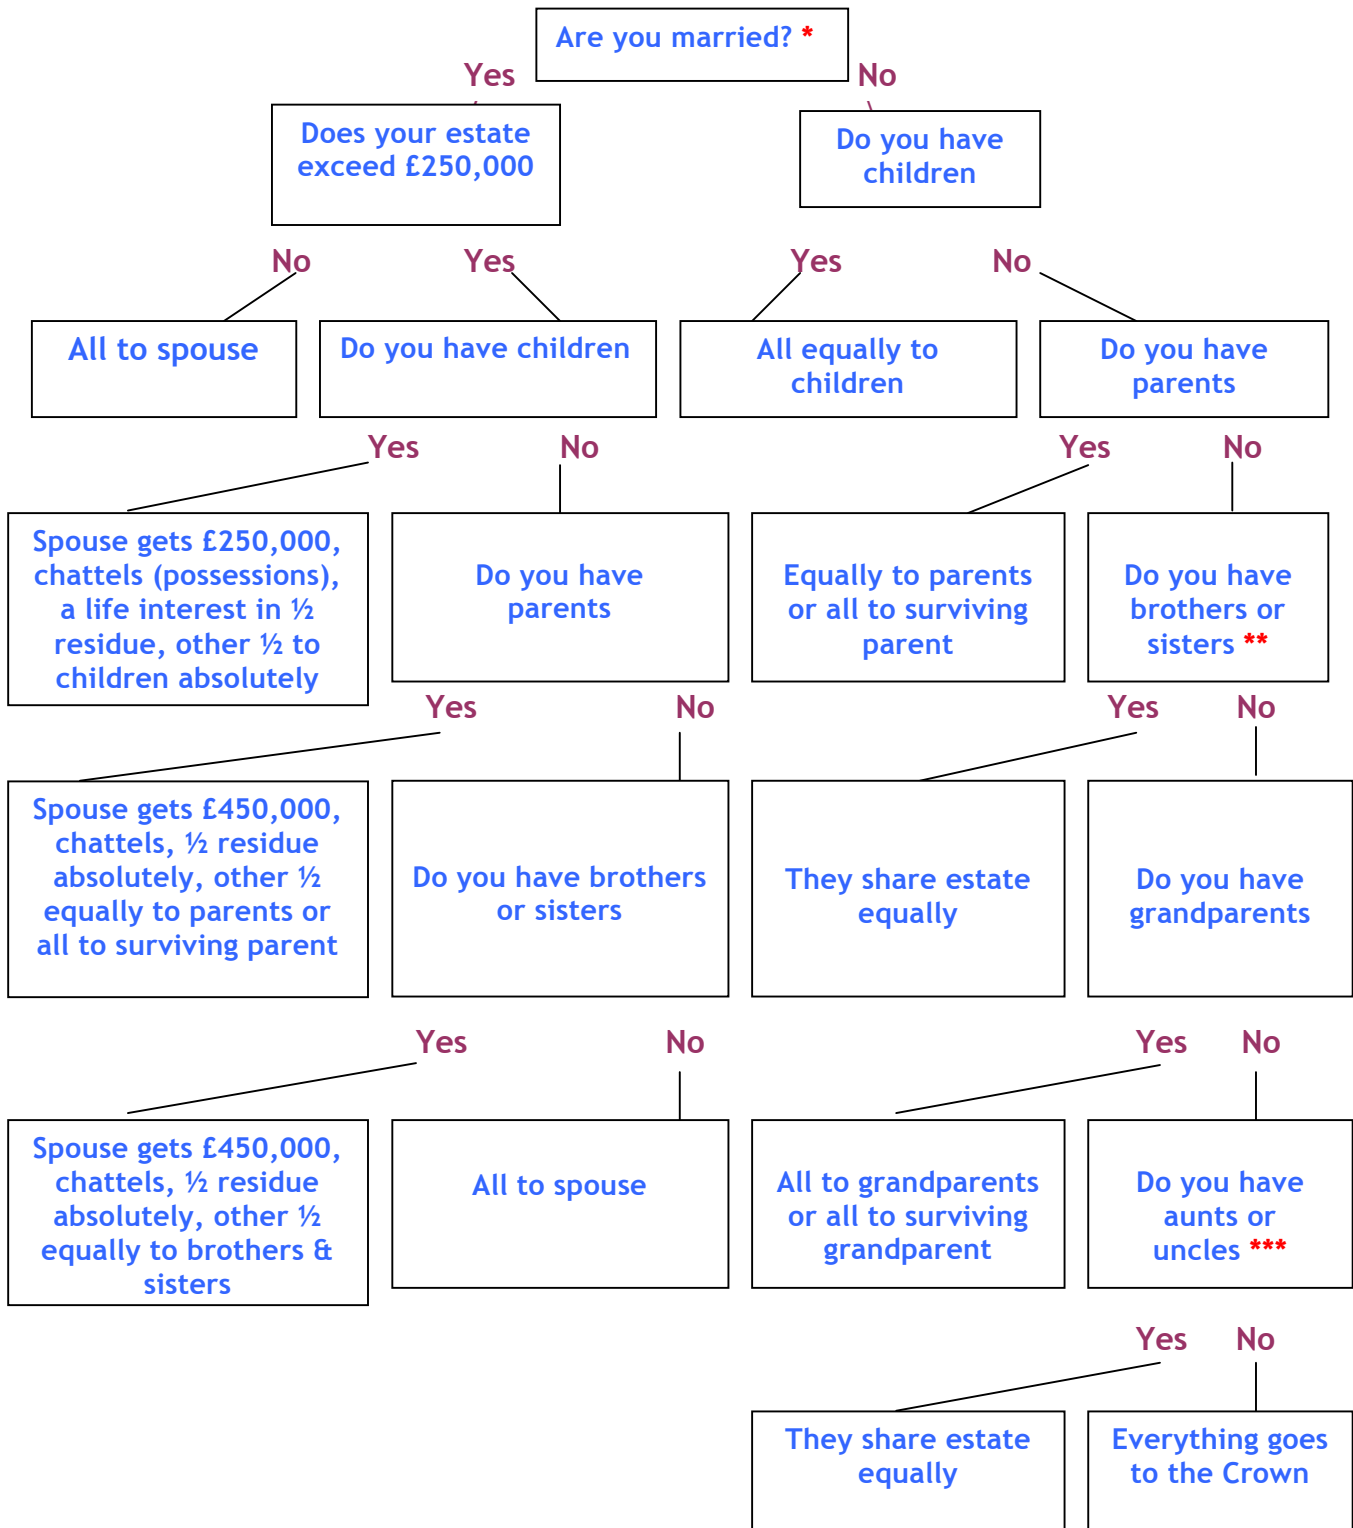 Are you married? *
Yes
No
Does your estate
exceed £250,000
Do you have
children
No
Yes
Yes
No
All to spouse
Do you have children
All equally to
children
Do you have
parents
Yes
No
Yes
No
Spouse gets £250,000,
chattels (possessions),
a life interest in ½
residue, other ½ to
children absolutely
Do you have
parents
Equally to parents
or all to surviving
parent
Do you have
brothers or
sisters **
Yes
No
Yes
No
Spouse gets £450,000,
chattels, ½ residue
absolutely, other ½
equally to parents or
all to surviving parent
Do you have brothers
or sisters
They share estate
equally
Do you have
grandparents
Yes
No
Yes
No
Spouse gets £450,000,
chattels, ½ residue
absolutely, other ½
equally to brothers &
sisters
All to spouse
All to grandparents
or all to surviving
grandparent
Do you have
aunts or
uncles ***
Yes
No
They share estate
equally
Everything goes
to the Crown